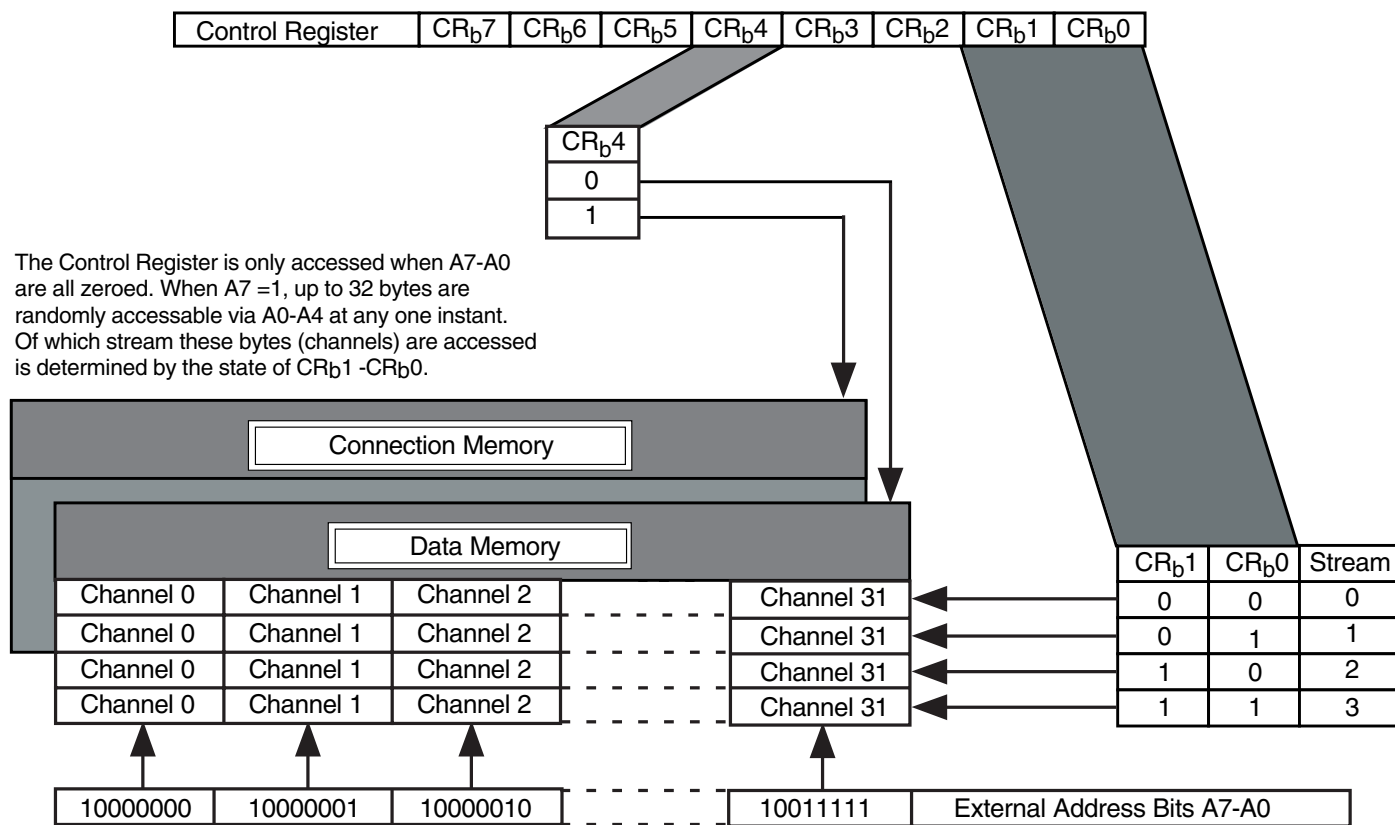 Control Register CRb7 CRb6 CRb5 CRb4 CRb3 CRb2 CRb1 CRb0
CRb4
0
1
The Control Register is only accessed when A7-A0
are all zeroed. When A7 =1, up to 32 bytes are
randomly accessable via A0-A4 at any one instant.
Of which stream these bytes (channels) are accessed
is determined by the state of CRb1 -CRb0.
Connection Memory
Data Memory
CRb1 CRb0 Stream
Channel 0 Channel 1 Channel 2 Channel 31 0 0 0
Channel 0 Channel 1 Channel 2 Channel 31 0 1 1
Channel 0 Channel 1 Channel 2 Channel 31 1 0 2
Channel 0 Channel 1 Channel 2 Channel 31 1 1 3
10000000 10000001 10000010 10011111 External Address Bits A7-A0